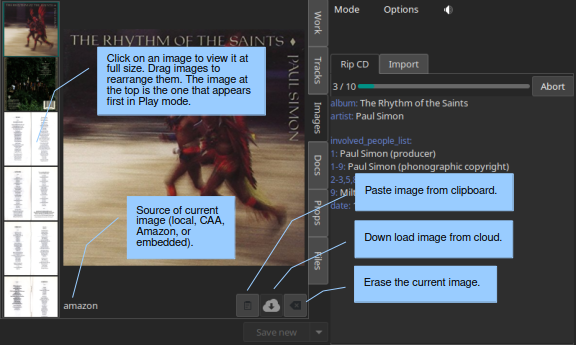 Mode
Options
THE RHYTHM OF THE SAINTS
PAUL SIMON
Click on an image to view it at
full size. Drag images to
rearrange them. The image at
the top is the one that appears
first in Play mode.
Source of current
image (local, CAA,
Amazon, or
embedded).
amazon
Work
Tracks
Images
Docs
Props
Files
Save new
Rip CD
Import
3 / 10
Abort
album: The Rhythm of the Saints
artist: Paul Simon
involved_people_list:
1: Paul Simon (producer)
1-9: Paul Simon (phonographic copyright)
2-3,5,
9:
date:
Paste image from clipboard.
Down load image from cloud.
Erase the current image.